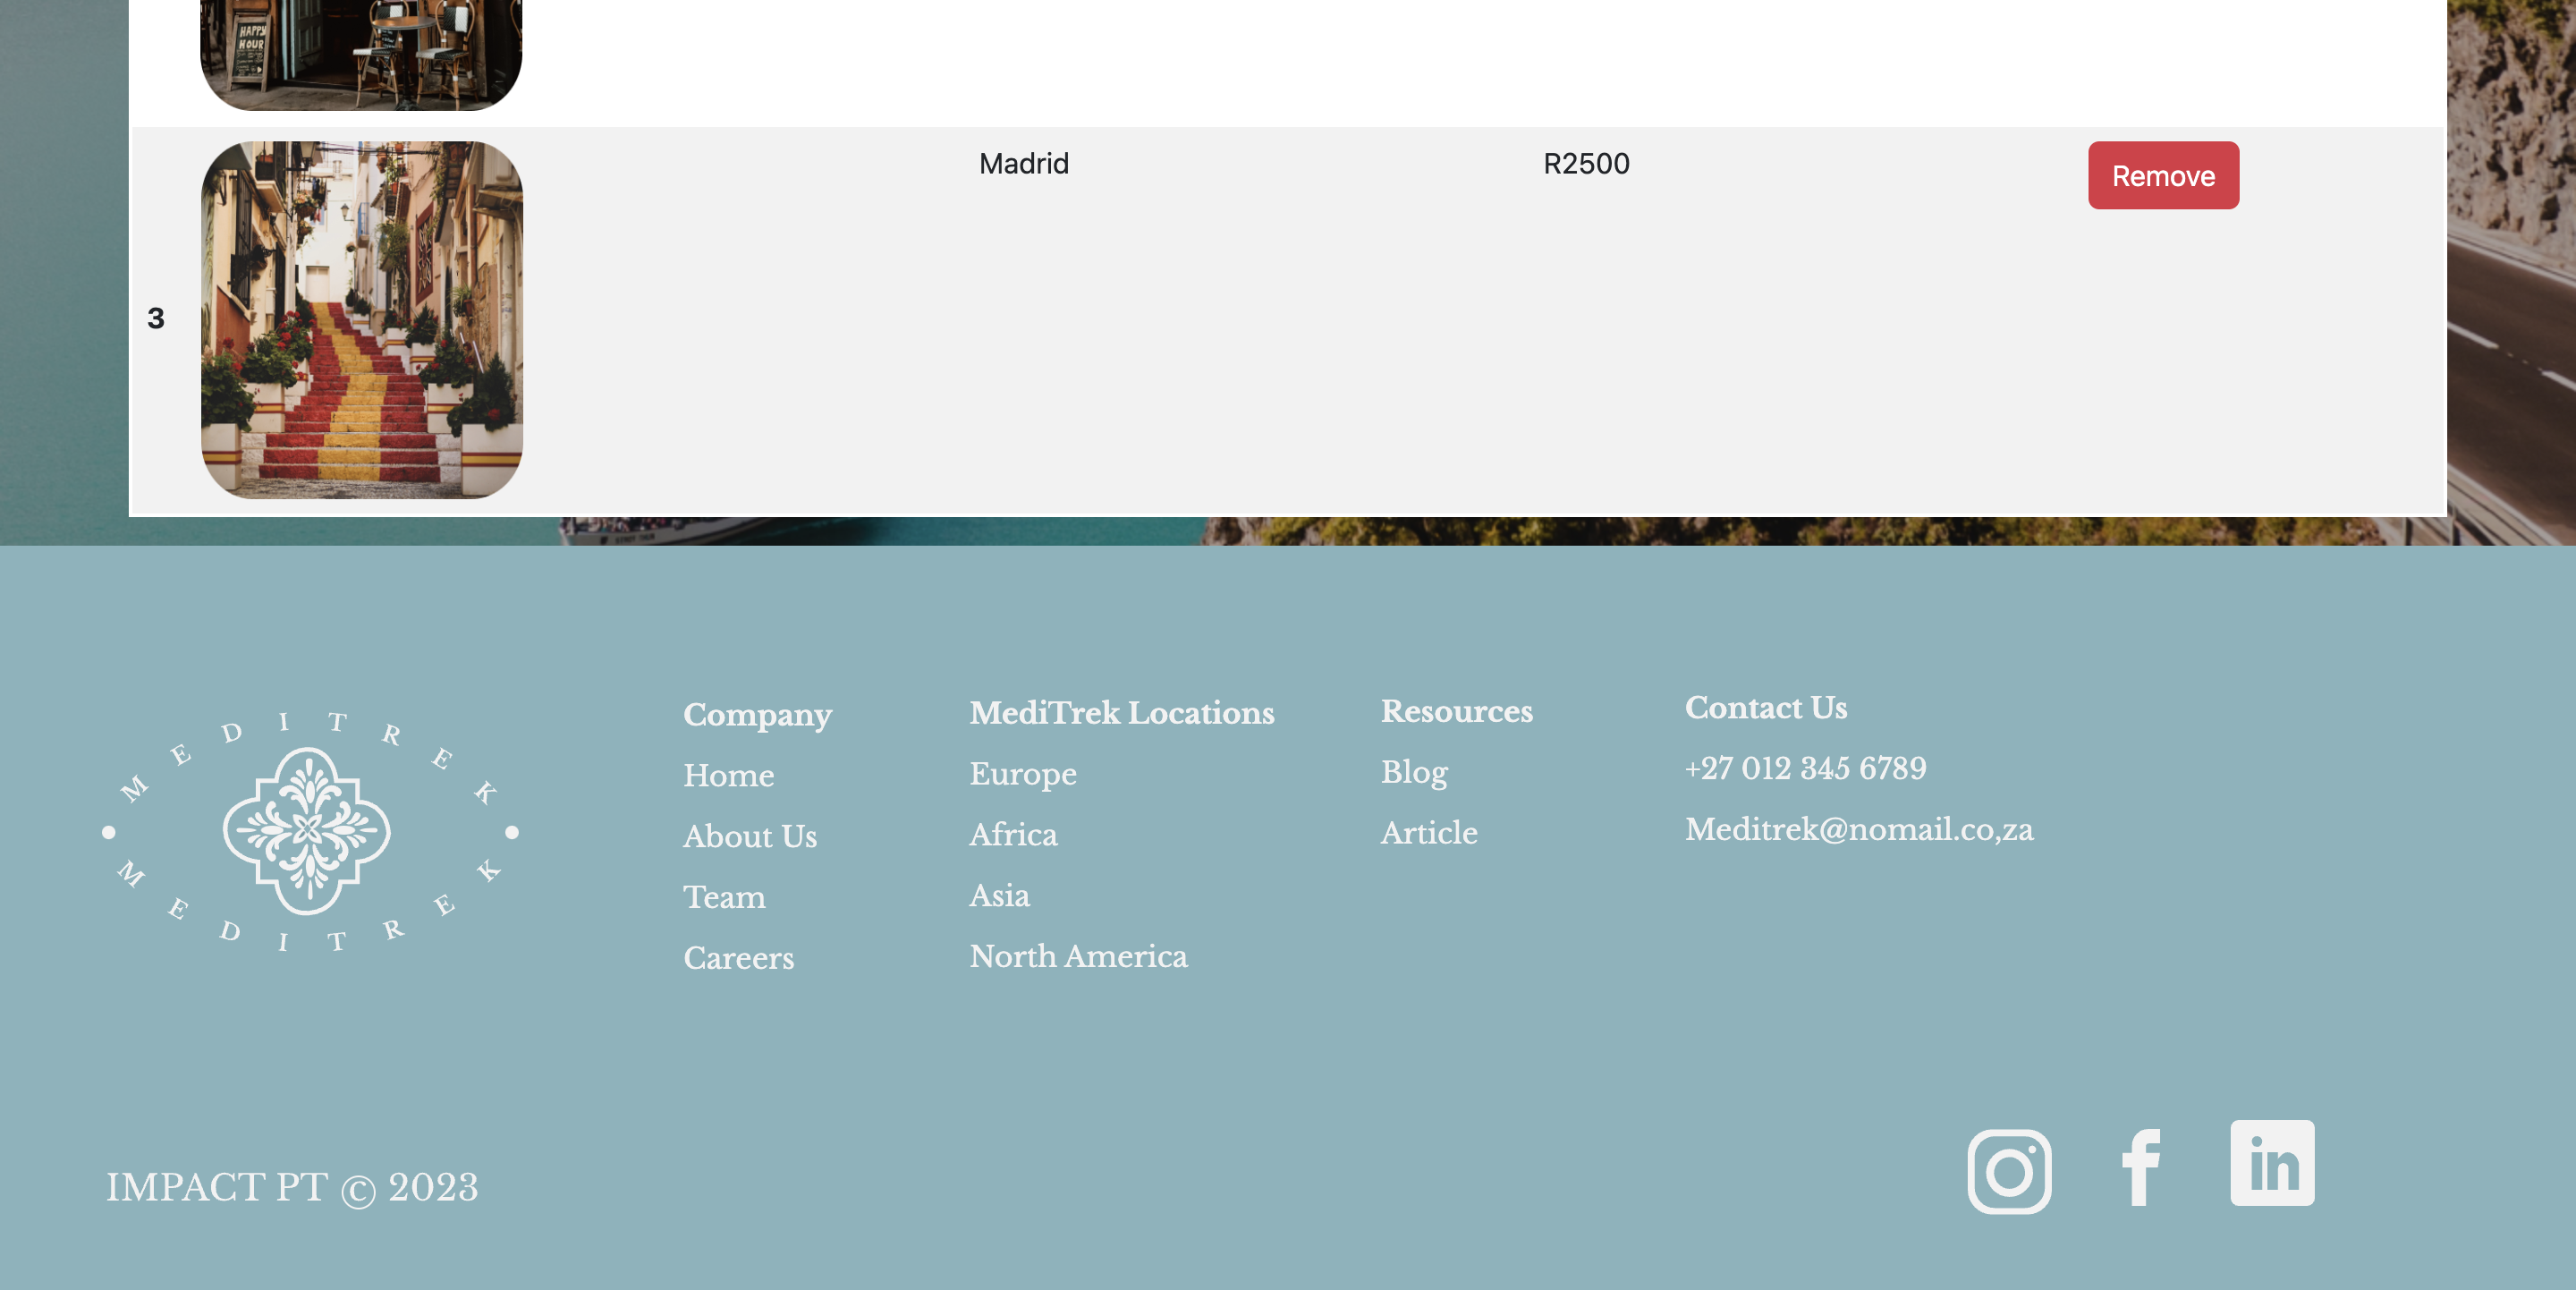 HAPPY
HOUR
Madrid
R2500
Remove
3
MEDITREK
MEDITREK
Company
Home
About Us
Team
Careers
MediTrek Locations
Europe
Africa
Asia
North America
Resources
Blog
Article
Contact Us
+27 012 345 6789
Meditrek@nomail.co,za
IMPACT PT © 2023